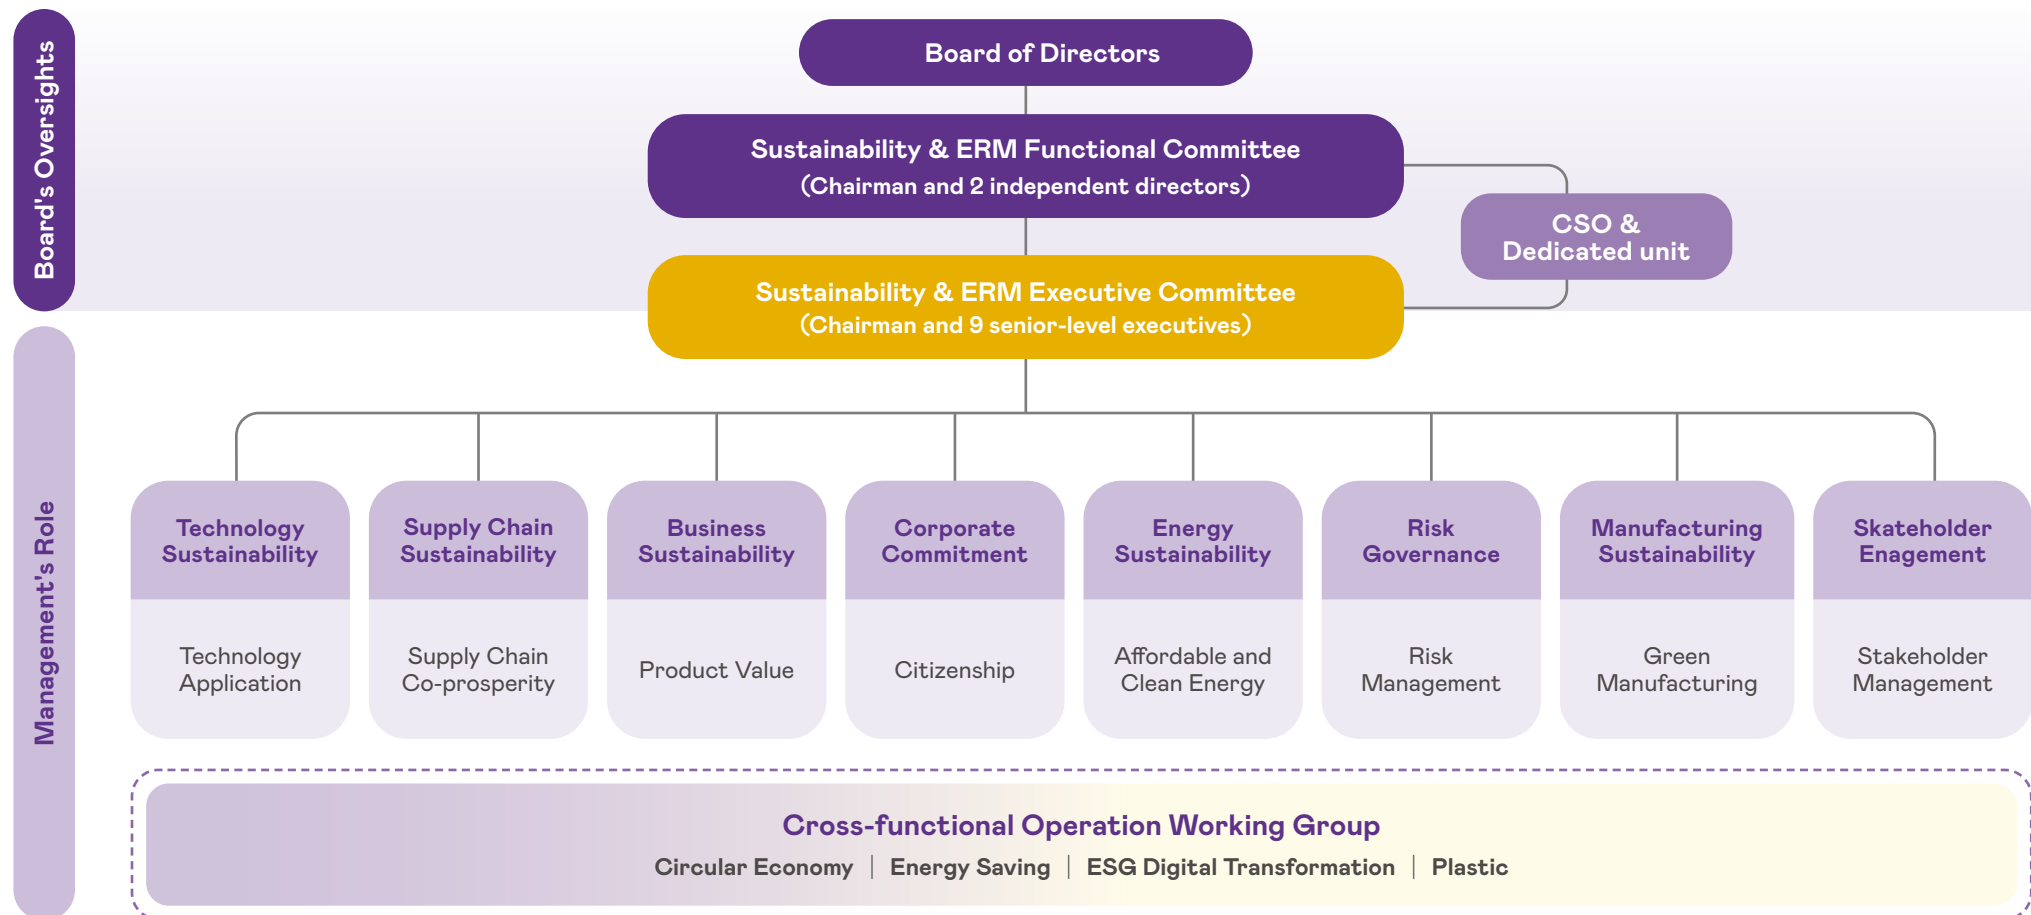 Board's Oversights
Board of Directors
Sustainability & ERM Functional Committee
(Chairman and 2 independent directors)
CSO &
Dedicated unit
Sustainability & ERM Executive Committee
(Chairman and 9 senior-level executives)
Management's Role
Technology
Sustainability
Technology
Application
Supply Chain
Sustainability
Supply Chain
Co-prosperity
Business
Sustainability
Product Value
Corporate
Commitment
Citizenship
Energy
Sustainability
Affordable and
Clean Energy
Risk
Governance
Risk
Management
Manufacturing
Sustainability
Green
Manufacturing
Skateholder
Enagement
Stakeholder
Management
Cross-functional Operation Working Group
Circular Economy | Energy Saving | ESG Digital Transformation | Plastic